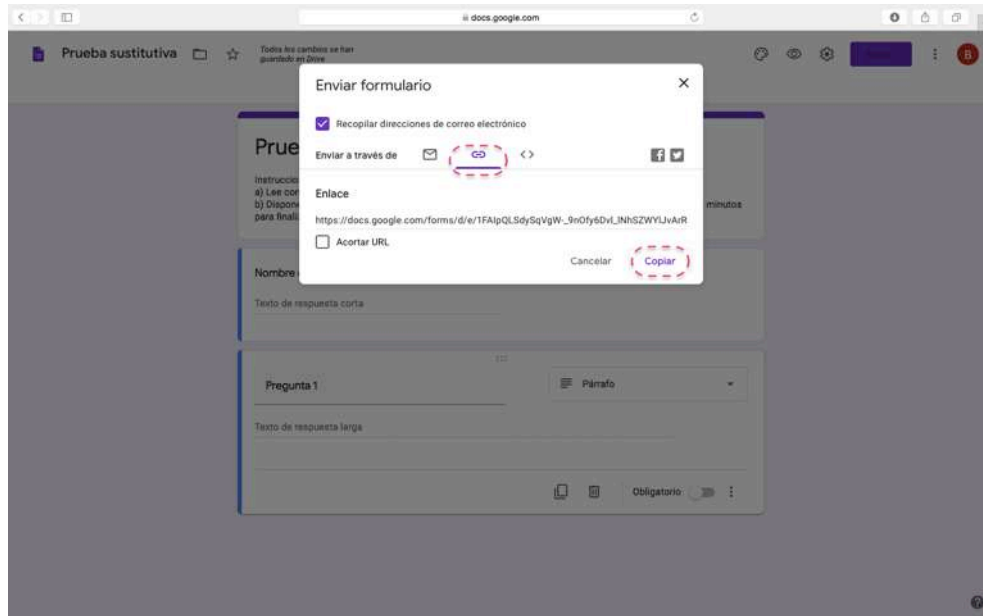 docs.google.com
Prueba sustitutiva
Todos los cambios se han
guardado en Drive
B
Enviar formulario
Recopilar direcciones de correo electrónico
Enviar a través de
Enlace
https://docs.google.com/forms/d/e/1FAIpQLSdySqVgW-_9nOfy6Dvl_lNhSZWYlJvArR
Acortar URL
Cancelar
Copiar
Prue
Instruccio
a) Lee cor
b) Dispon
minutos
para finali
Nombre
Texto de respuesta corta
Pregunta 1
Párrafo
Texto de respuesta larga
Obligatorio